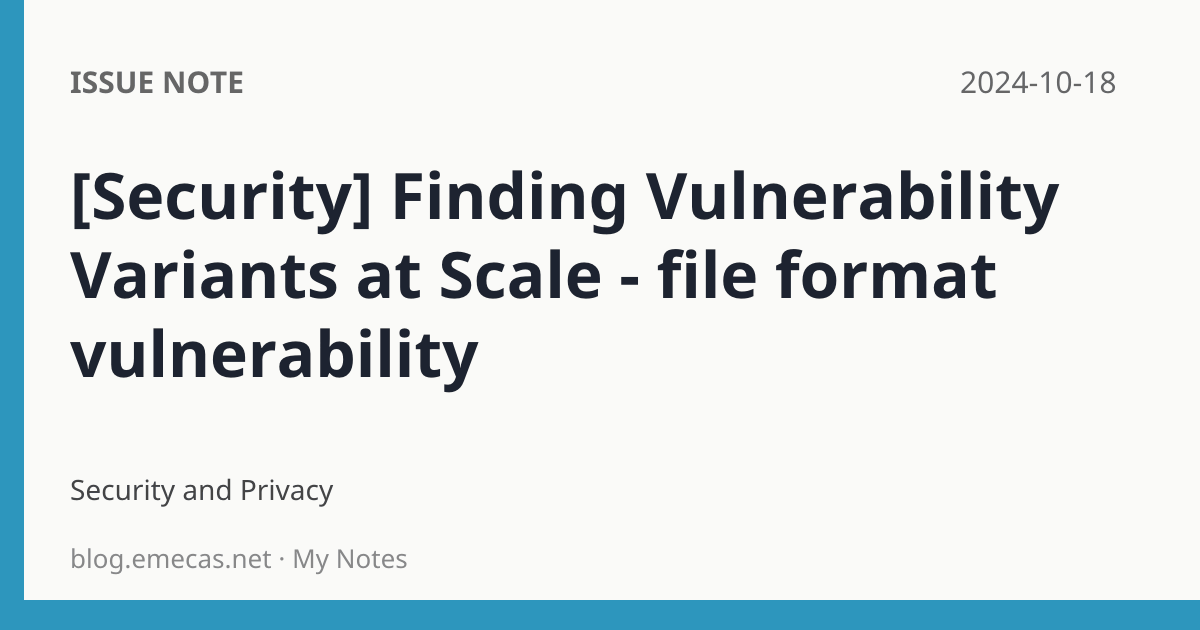 ISSUE NOTE
2024-10-18
[Security] Finding Vulnerability
Variants at Scale - file format
vulnerability
Security and Privacy
blog.emecas.net · My Notes